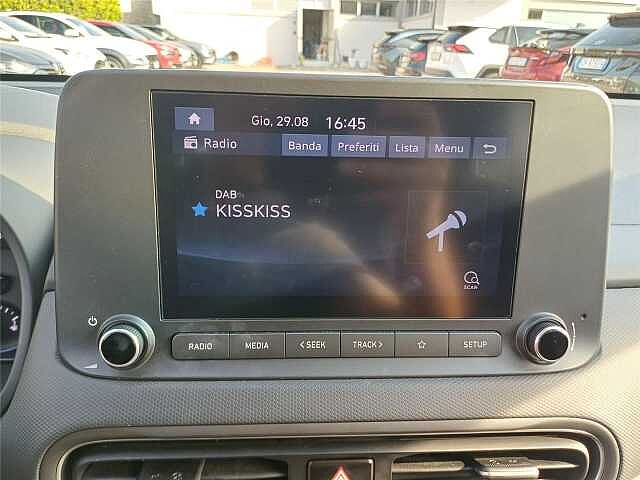 Gio, 29.08 16:45
Radio Banda Preferiti Lista Menu
DAB
KISSKISS
SCAN
RADIO MEDIA < SEEK TRACK > SETUP